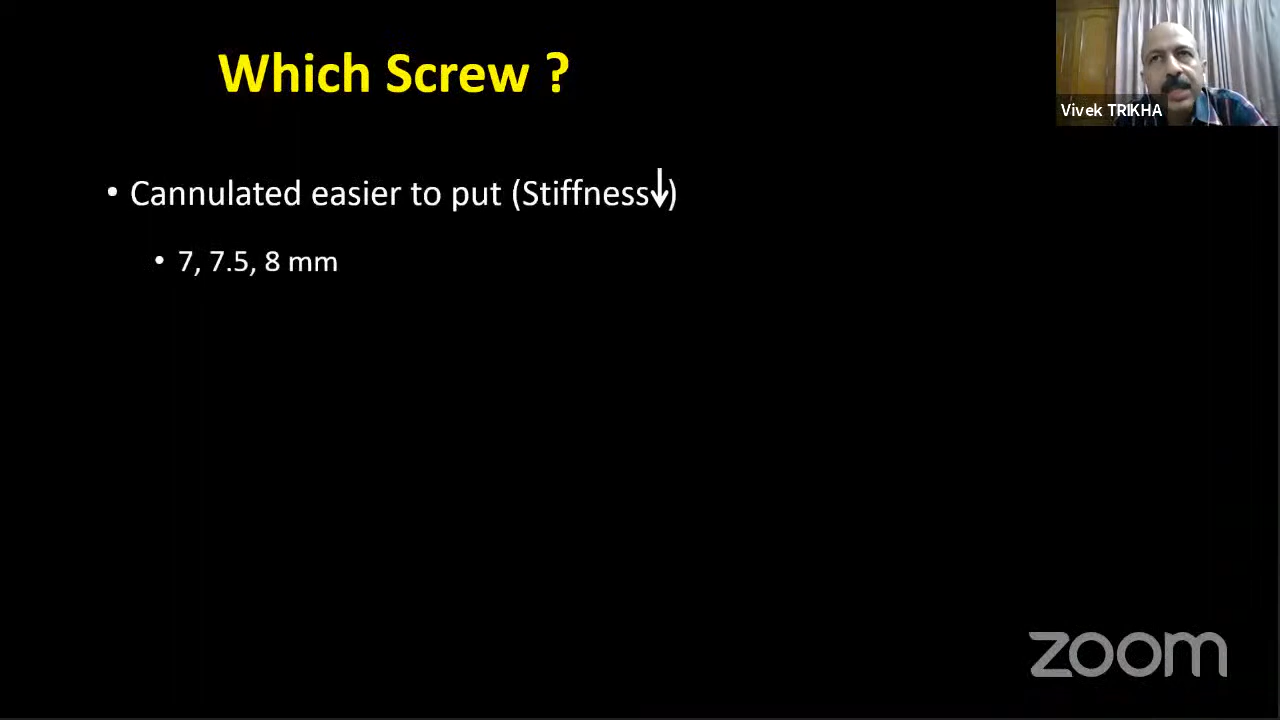 Which Screw ?
Vivek TRIKHA
• Cannulated easier to put (Stiffness↓)
• 7, 7.5, 8 mm
zoom